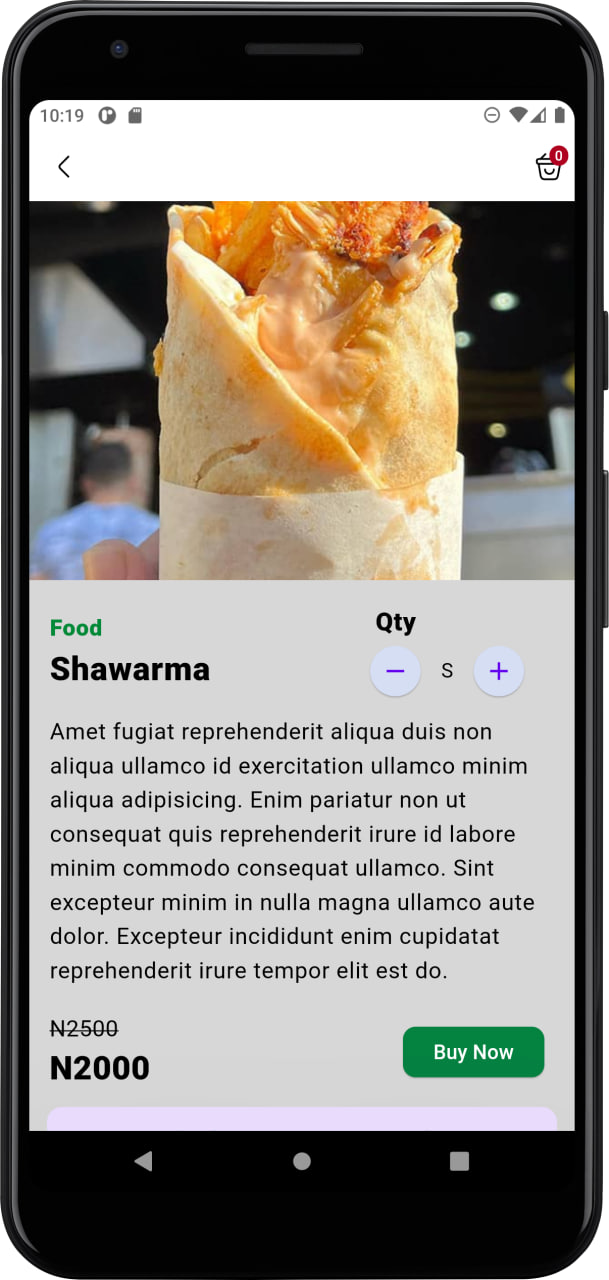 10:19
0
Food
Qty
Shawarma
S
Amet fugiat reprehenderit aliqua duis non
aliqua ullamco id exercitation ullamco minim
aliqua adipisicing. Enim pariatur non ut
consequat quis reprehenderit irure id labore
minim commodo consequat ullamco. Sint
excepteur minim in nulla magna ullamco aute
dolor. Excepteur incididunt enim cupidatat
reprehenderit irure tempor elit est do.
N2500
N2000
Buy Now